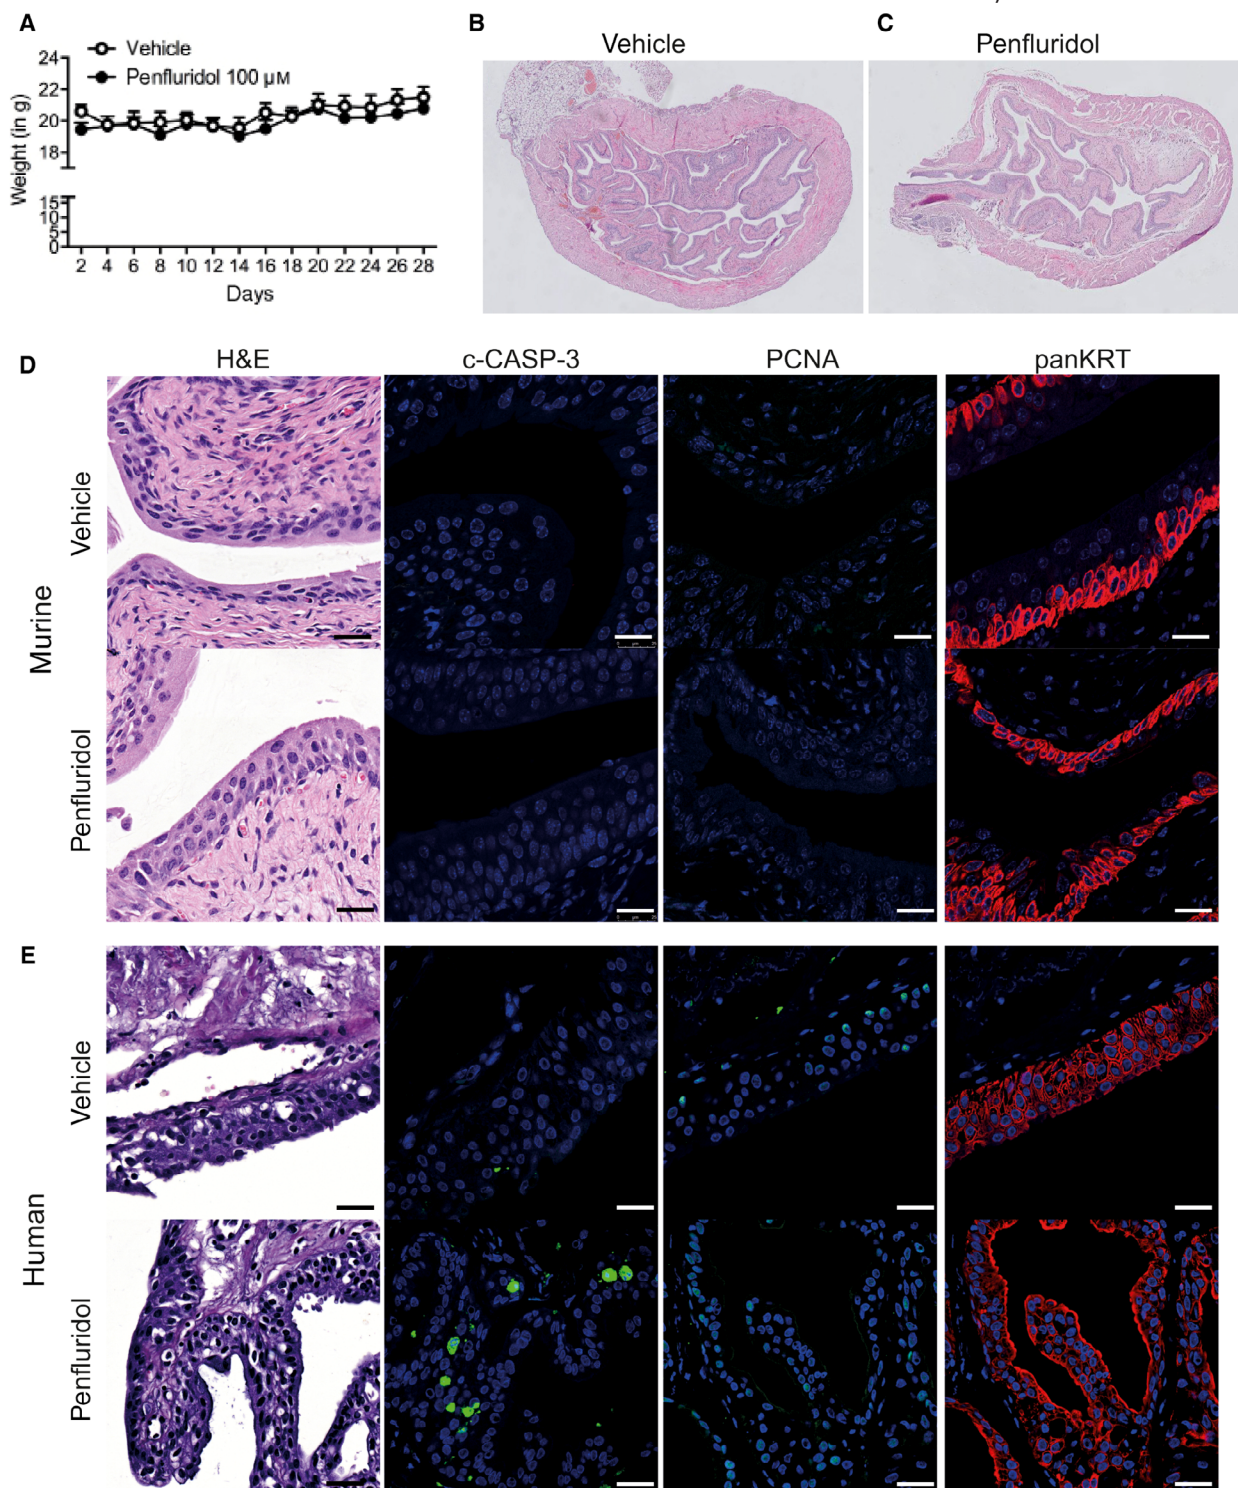 A
B
C
Vehicle
Penfluridol 100 µM
Vehicle
Penfluridol
24
22
20
18
15
10
5
0
Weight (in g)
2 4 6 8 10 12 14 16 18 20 22 24 26 28
Days
D
H&E
c-CASP-3
PCNA
panKRT
Murine
Vehicle
Penfluridol
E
Human
Vehicle
Penfluridol